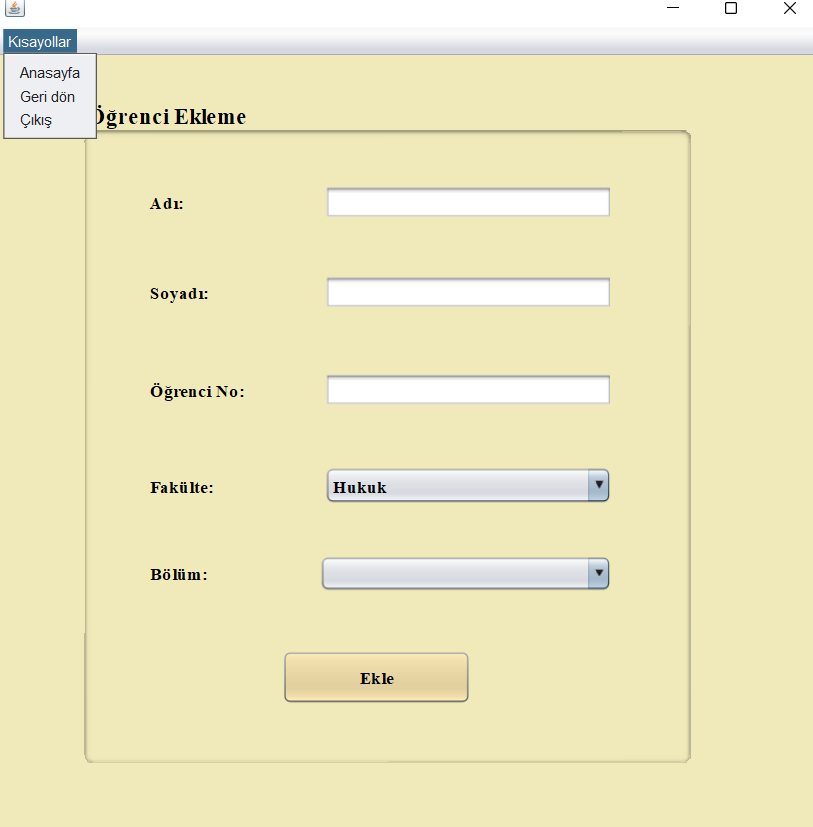 Kısayollar
Anasayfa
Geri dön
Çıkış
Öğrenci Ekleme
Adı:
Soyadı:
Öğrenci No:
Fakülte:
Hukuk
Bölüm:
Ekle